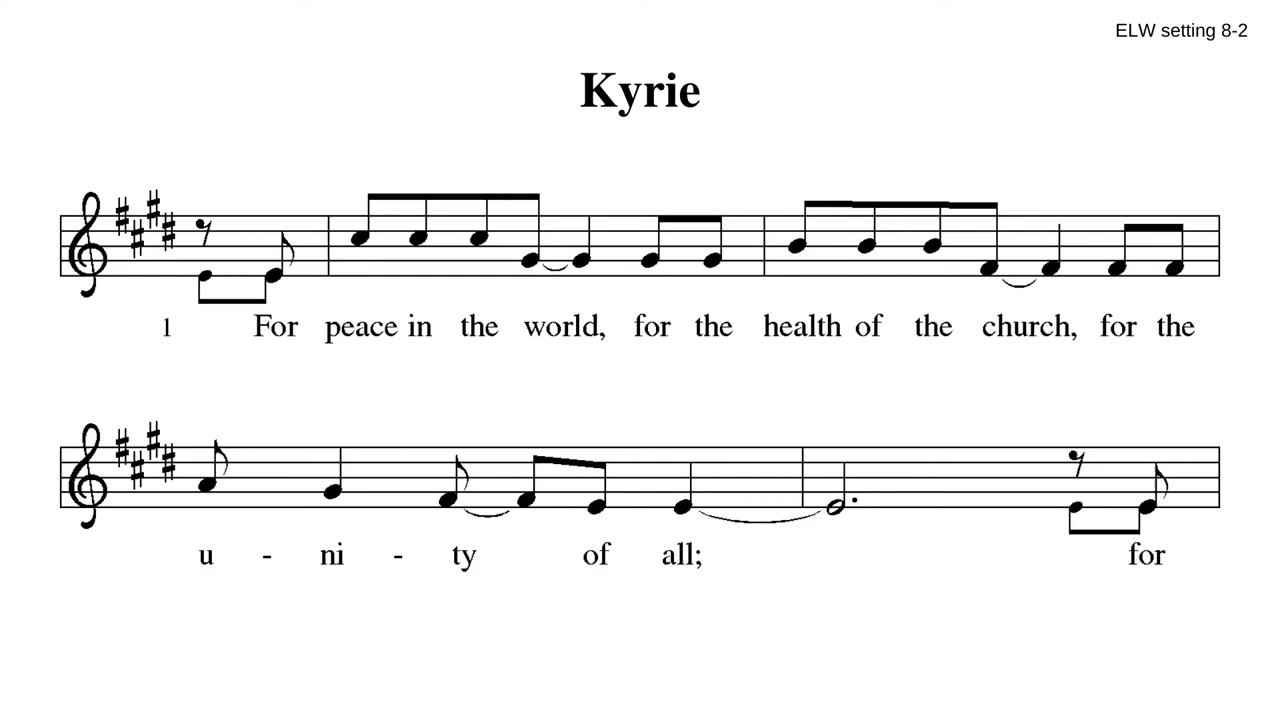 ELW setting 8-2
Kyrie
1 For peace in the world, for the health of the church, for the
u - ni - ty of all; for